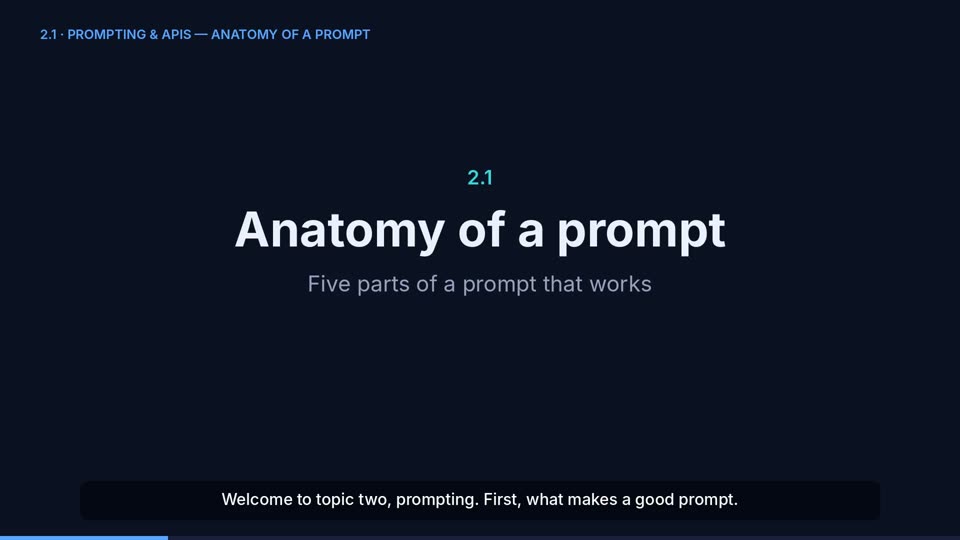 2.1 · PROMPTING & APIS — ANATOMY OF A PROMPT
2.1
Anatomy of a prompt
Five parts of a prompt that works
Welcome to topic two, prompting. First, what makes a good prompt.